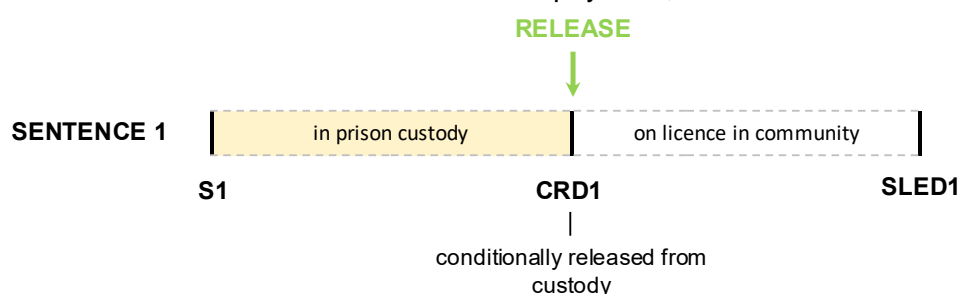 RELEASE
SENTENCE 1
in prison custody
on licence in community
S1
CRD1
SLED1
conditionally released from
custody